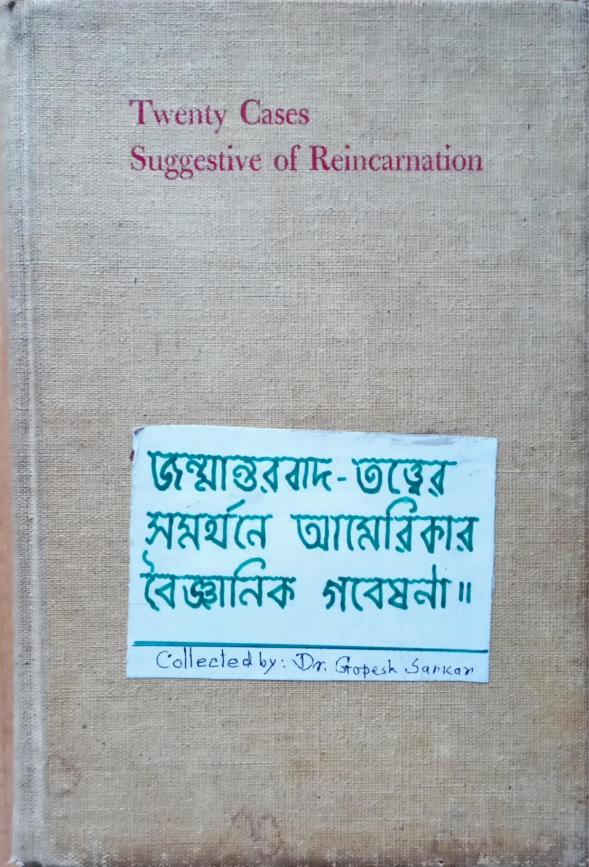 Twenty Cases
Suggestive of Reincarnation
জন্মান্তরবাদ-তত্ত্বের
সমর্থনে আমেরিকার
বৈজ্ঞানিক গবেষনা॥
Collected by: Dr. Gopesh Sarkar